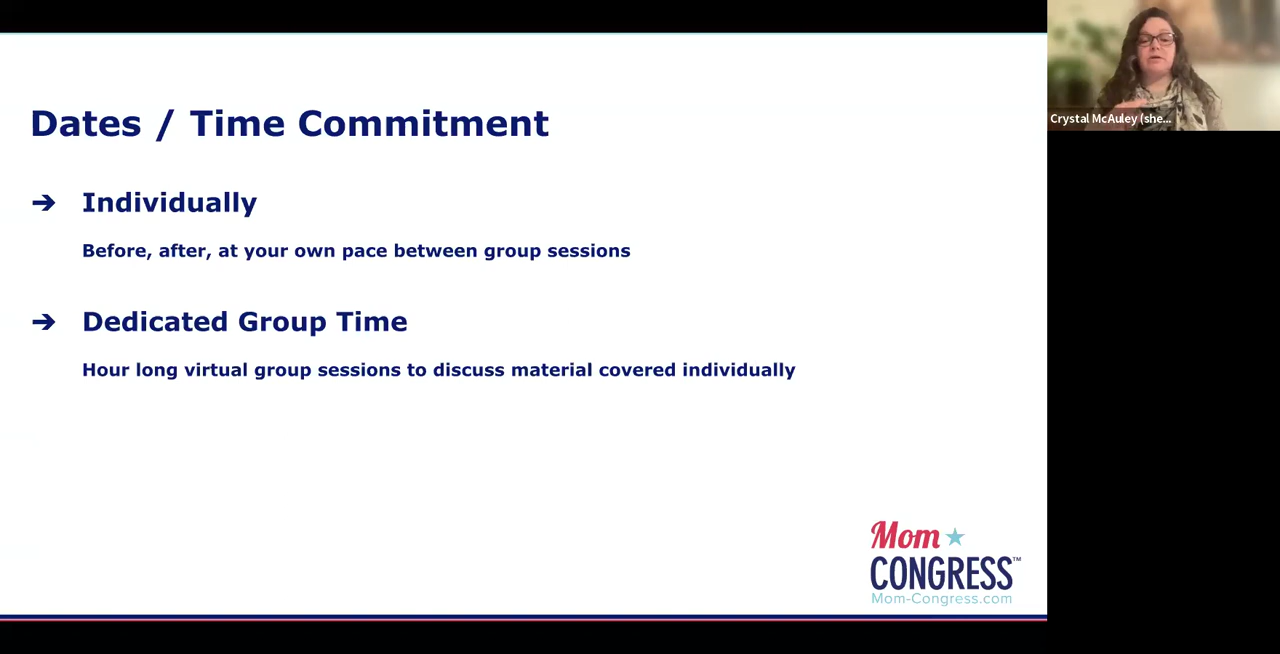 Dates / Time Commitment
➔ Individually
Before, after, at your own pace between group sessions
➔ Dedicated Group Time
Hour long virtual group sessions to discuss material covered individually
Mom
CONGRESS™
Mom-Congress.com
Crystal McAuley (she...